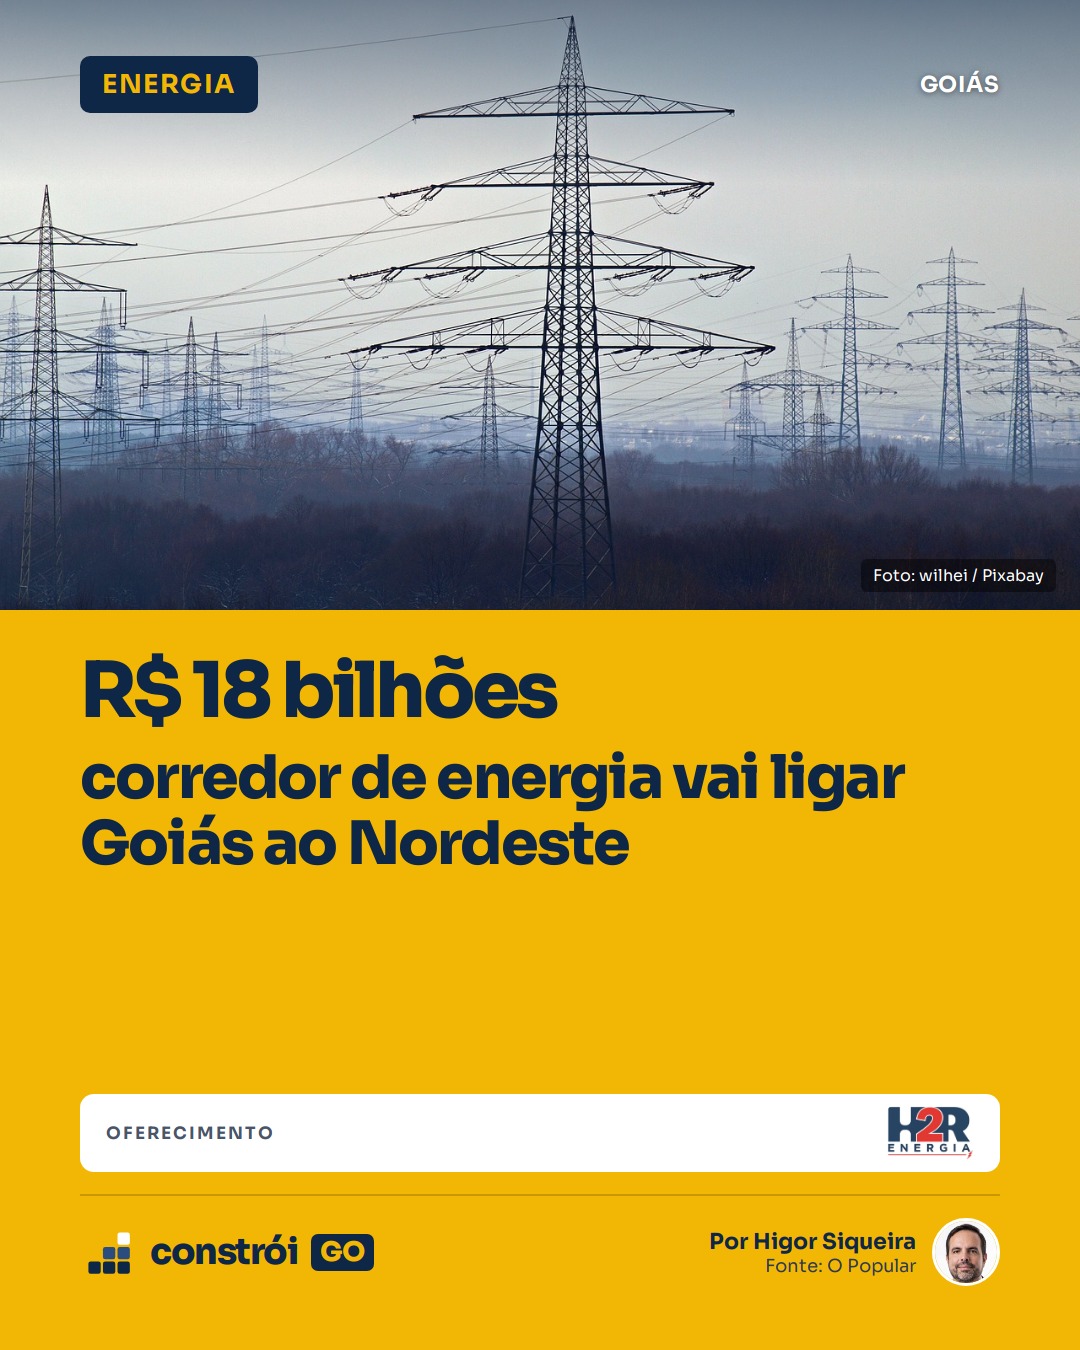 ENERGIA
GOIÁS
Foto: wilhei / Pixabay
R$ 18 bilhões
corredor de energia vai ligar
Goiás ao Nordeste
OFERECIMENTO
H2R
ENERGIA
constrói GO
Por Higor Siqueira
Fonte: O Popular